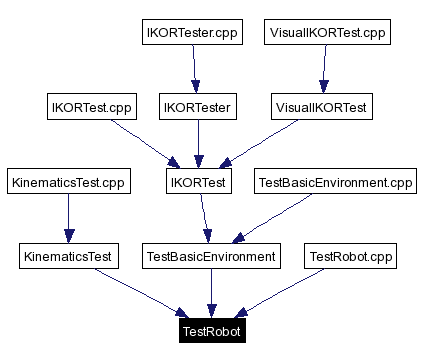 IKORTester.cpp
VisualIKORTest.cpp
IKORTest.cpp
IKORTester
VisualIKORTest
KinematicsTest.cpp
IKORTest
TestBasicEnvironment.cpp
KinematicsTest
TestBasicEnvironment
TestRobot.cpp
TestRobot